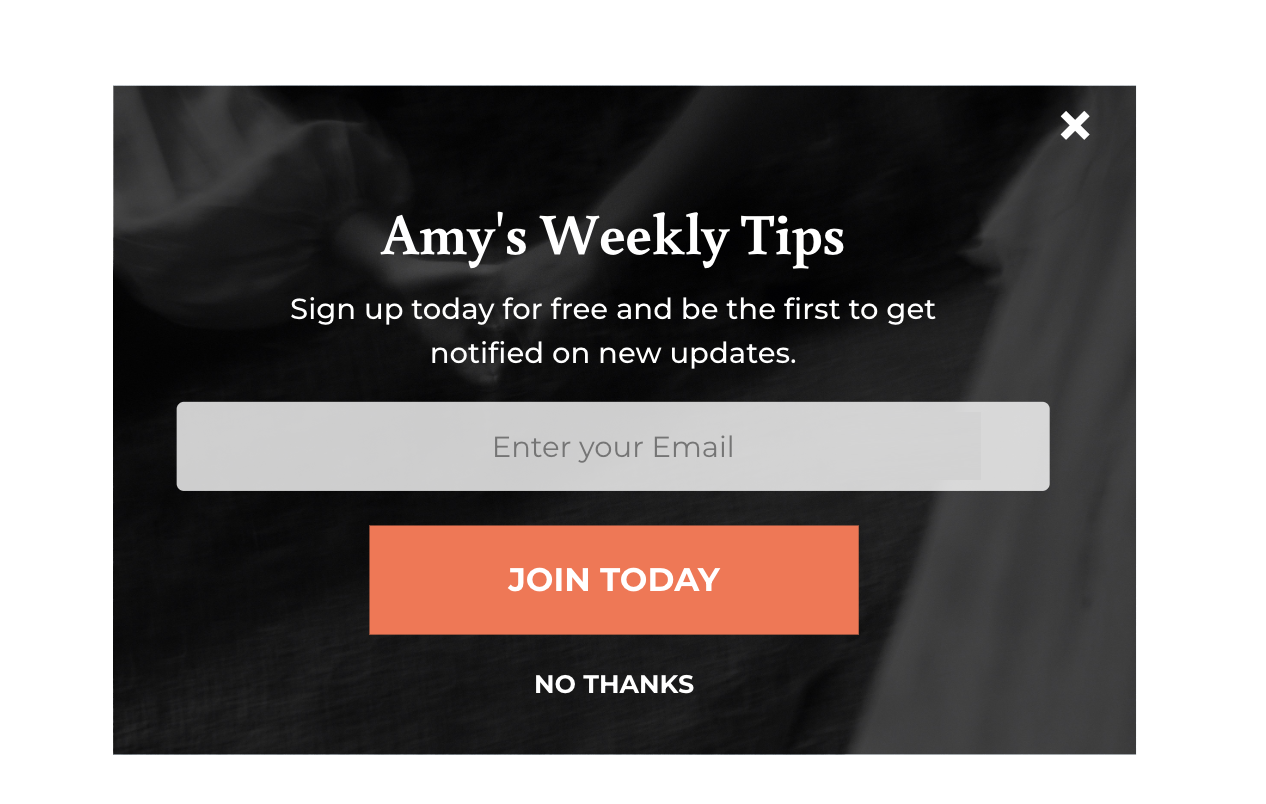 Amy's Weekly Tips
Sign up today for free and be the first to get
notified on new updates.
Enter your Email
JOIN TODAY
NO THANKS